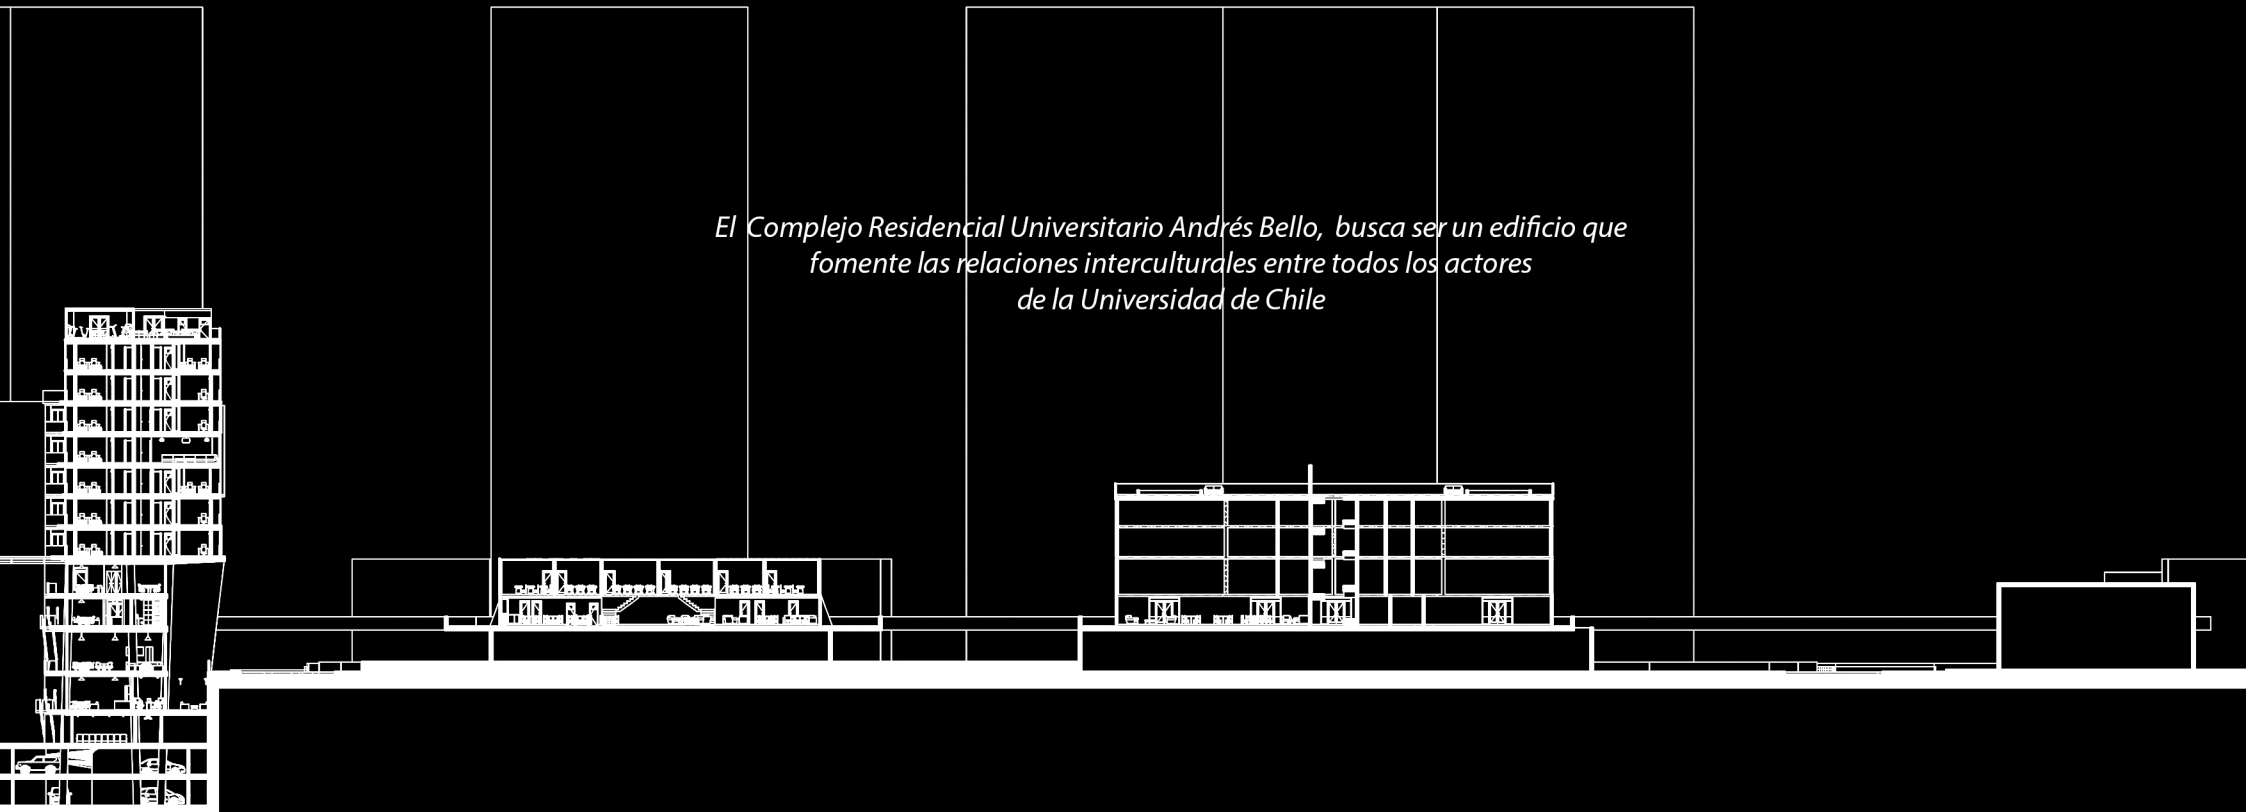 El Complejo Residencial Universitario Andrés Bello, busca ser un edificio que
fomente las relaciones interculturales entre todos los actores
de la Universidad de Chile